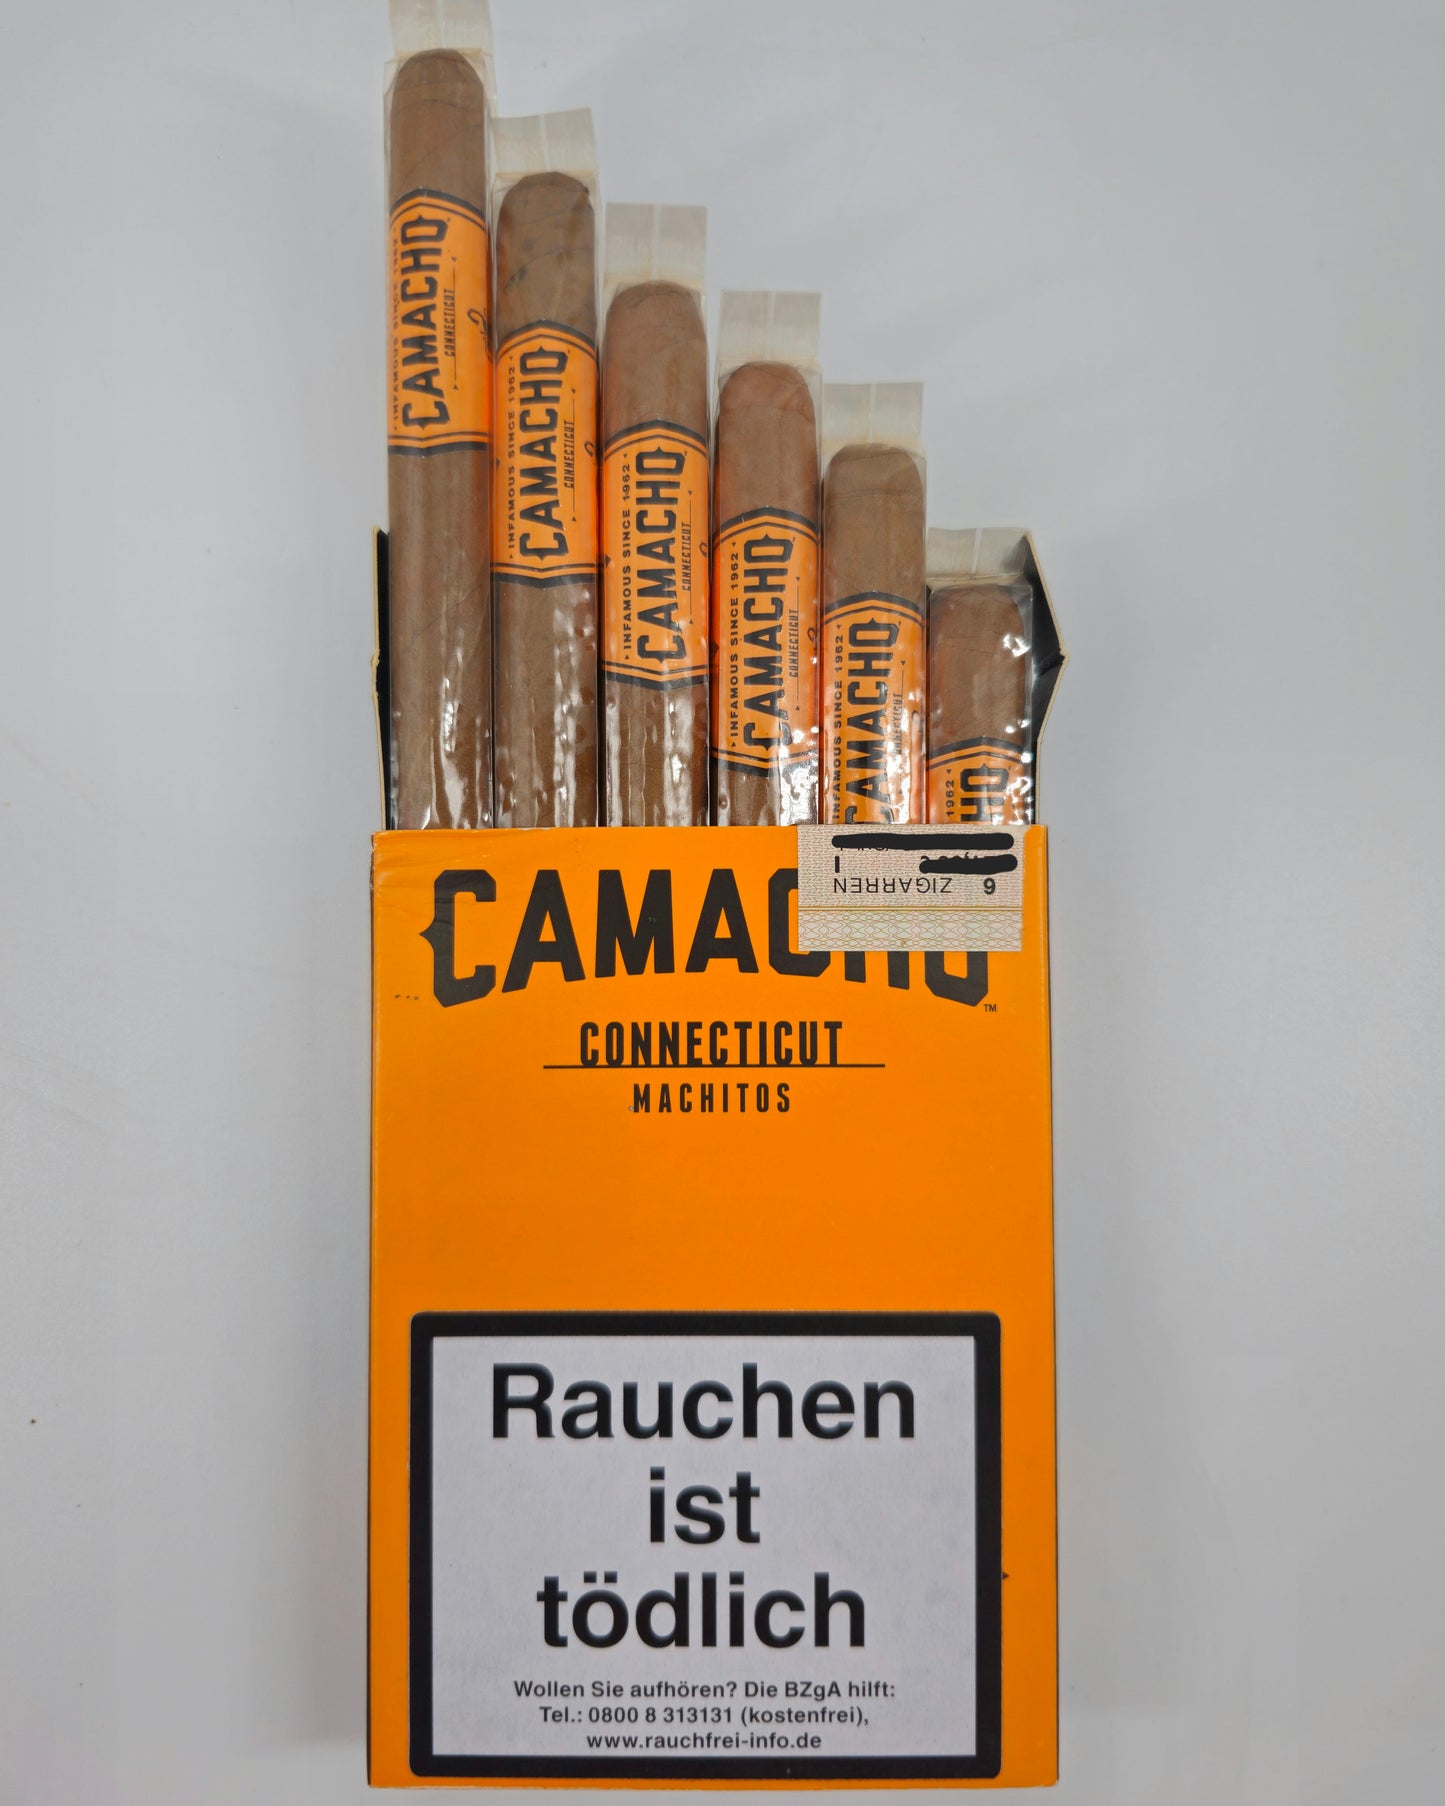 INFAMOUS SINCE 1962
CAMACHO
CONNECTICUT
INFAMOUS SINCE 1962
CAMACHO
CONNECTICUT
INFAMOUS SINCE 1962
CAMACHO
CONNECTICUT
INFAMOUS SINCE 1962
CAMACHO
CONNECTICUT
INFAMOUS SINCE 1962
CAMACHO
CONNECTICUT
1962
6 ZIGARREN
CAMACHO™
CONNECTICUT
MACHITOS
Rauchen
ist
tödlich
Wollen Sie aufhören? Die BZgA hilft:
Tel.: 0800 8 313131 (kostenfrei),
www.rauchfrei-info.de